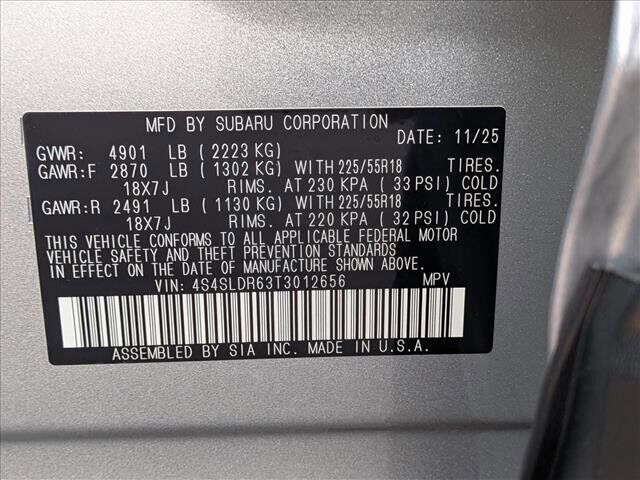 MFD BY SUBARU CORPORATION
DATE: 11/25
GVWR: 4901 LB ( 2223 KG)
GAWR:F 2870 LB ( 1302 KG) WITH 225/55R18 TIRES.
18X7J RIMS. AT 230 KPA ( 33 PSI) COLD
GAWR:R 2491 LB ( 1130 KG) WITH 225/55R18 TIRES.
18X7J RIMS. AT 220 KPA ( 32 PSI) COLD
THIS VEHICLE CONFORMS TO ALL APPLICABLE FEDERAL MOTOR
VEHICLE SAFETY AND THEFT PREVENTION STANDARDS
IN EFFECT ON THE DATE OF MANUFACTURE SHOWN ABOVE.
VIN: 4S4SLDR63T3012656 MPV
ASSEMBLED BY SIA INC. MADE IN U.S.A.